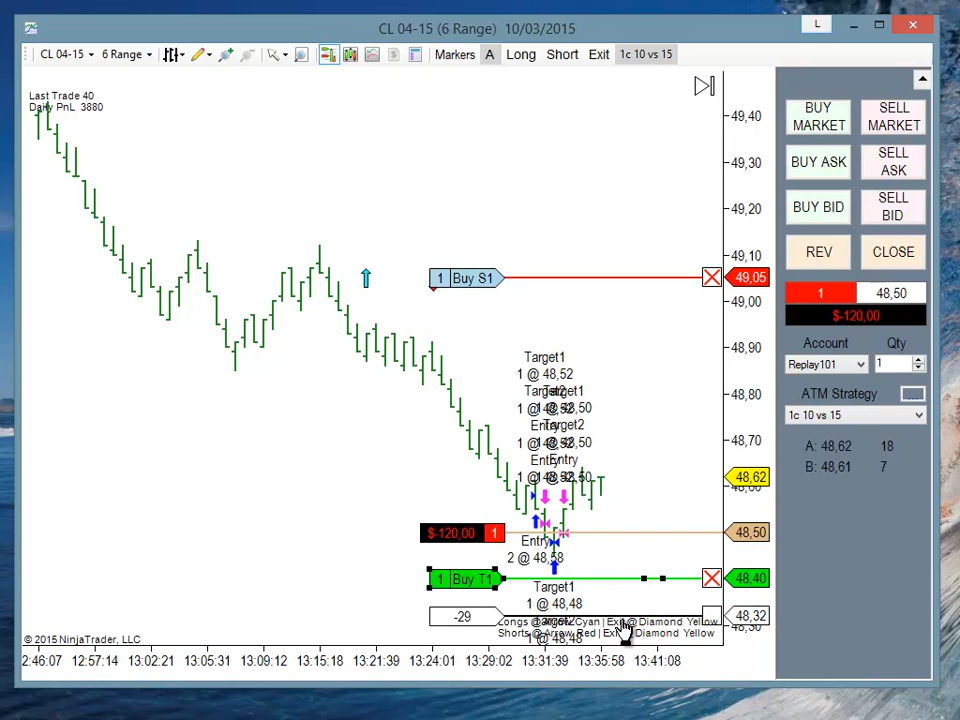 CL 04-15 (6 Range)  10/03/2015
L
CL 04-15
6 Range
Markers
A
Long
Short
Exit
1c 10 vs 15
Last Trade 40
Daily PnL  3880
49,40
49,30
49,20
49,10
49,05
49,00
48,90
48,80
48,70
48,62
48,50
48,40
48,32
1 Buy S1
Target1
1 @ 48,52
Target1
Target2
Entry
Entry
Entry
2 @ 48,58
$-120,00 1
1 Buy T1
Target1
1 @ 48,48
1 @ 48,48
-29
Diamond Yellow
Diamond Yellow
© 2015 NinjaTrader, LLC
2:46:07
12:57:14
13:02:21
13:05:31
13:09:12
13:15:18
13:21:39
13:24:01
13:29:02
13:31:39
13:35:58
13:41:08
BUY
MARKET
SELL
MARKET
BUY ASK
SELL
ASK
BUY BID
SELL
BID
REV
CLOSE
1
48,50
$-120,00
Account
Qty
Replay101
1
ATM Strategy
1c 10 vs 15
A: 48,62 18
B: 48,61 7